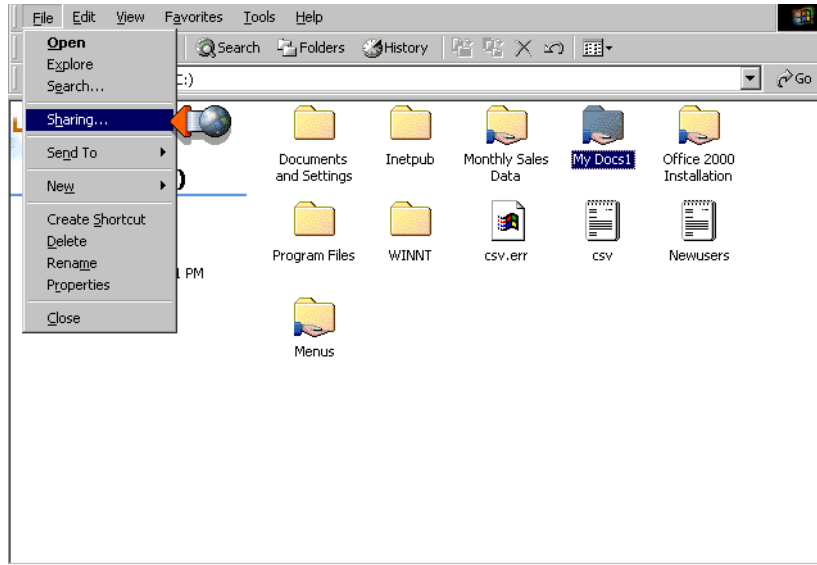 File Edit View Favorites Tools Help
Open
Explore
Search...
Sharing...
Send To
New
Create Shortcut
Delete
Rename
Properties
Close
Search Folders History
:)
Go
)
1 PM
Documents
and Settings
Inetpub
Monthly Sales
Data
My Docs1
Office 2000
Installation
Program Files
WINNT
csv.err
csv
Newusers
Menus